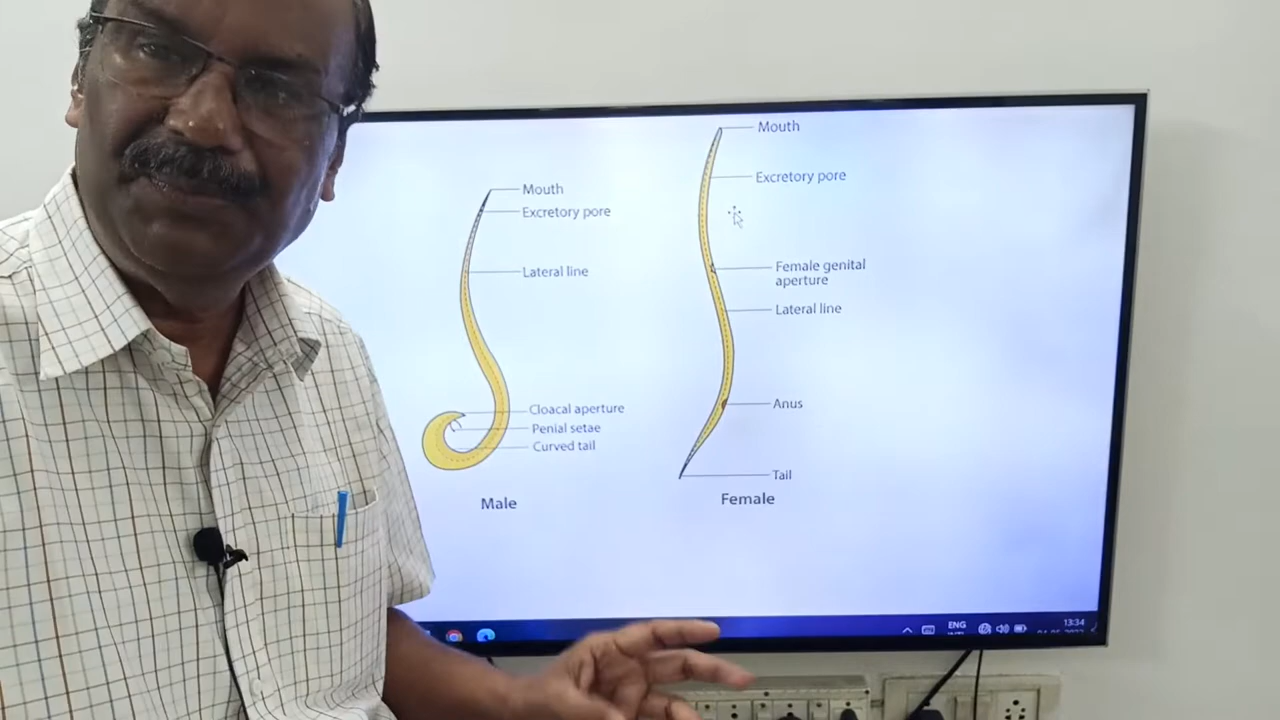 Mouth
Excretory pore
Lateral line
Cloacal aperture
Penial setae
Curved tail
Male
Mouth
Excretory pore
Female genital
aperture
Lateral line
Anus
Tail
Female
ENG
13:34